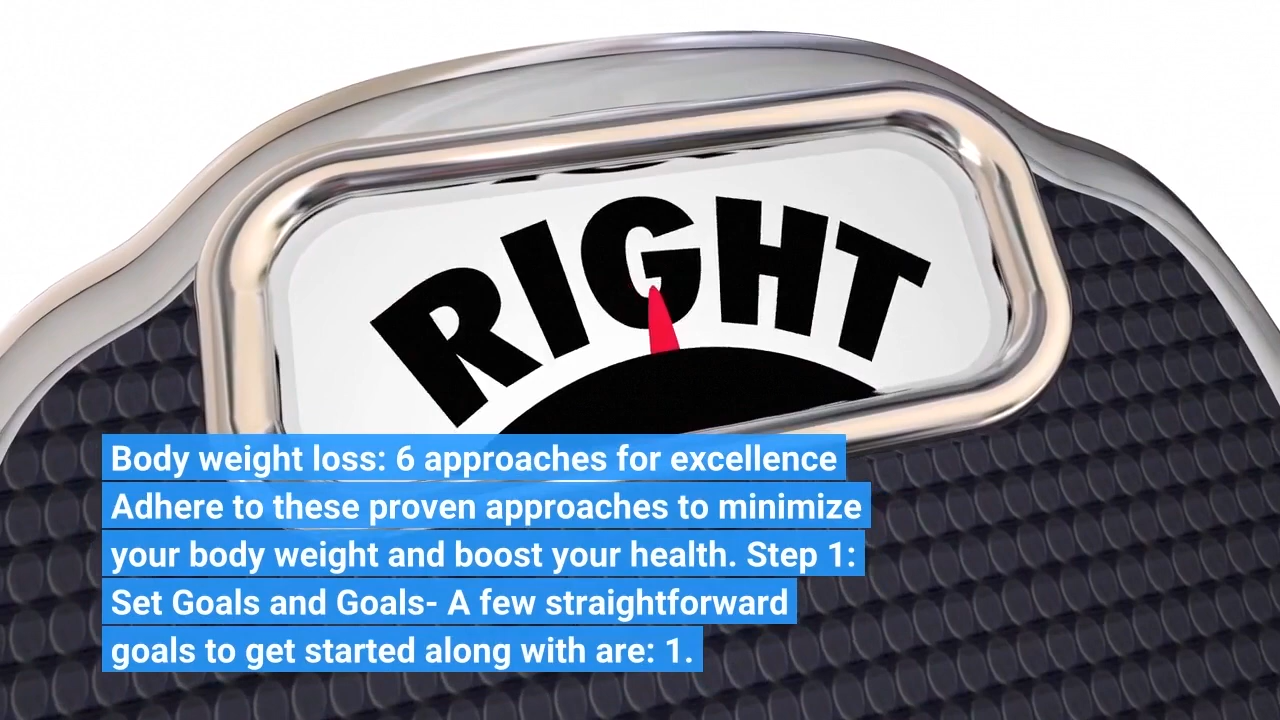 RIGHT
Body weight loss: 6 approaches for excellence
Adhere to these proven approaches to minimize
your body weight and boost your health. Step 1:
Set Goals and Goals- A few straightforward
goals to get started along with are: 1.